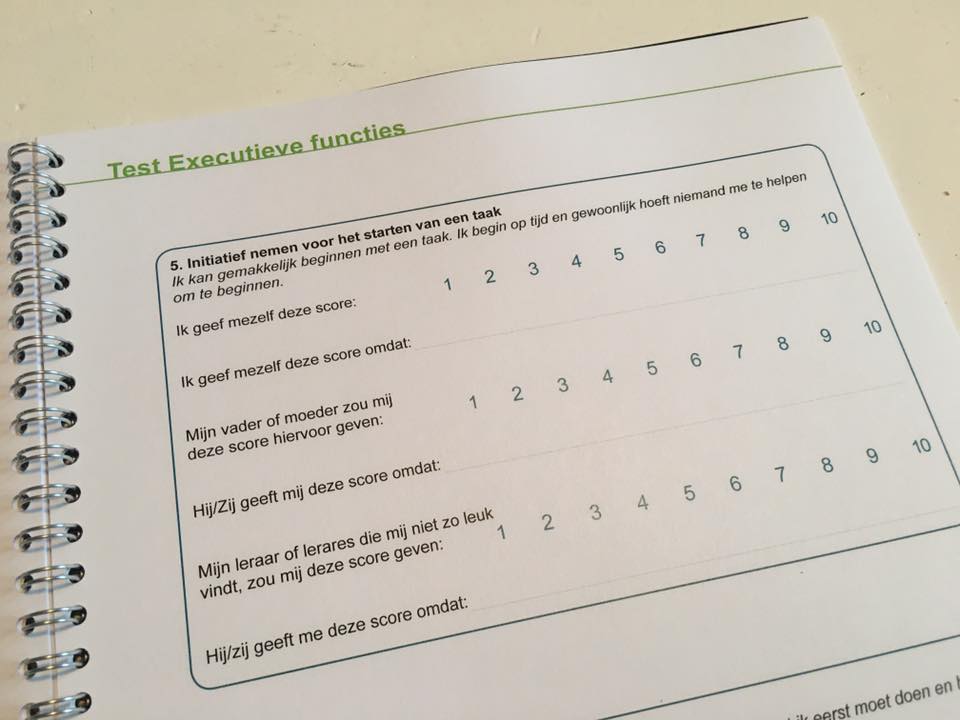 Test Executieve functies
5. Initiatief nemen voor het starten van een taak
Ik kan gemakkelijk beginnen met een taak. Ik begin op tijd en gewoonlijk hoeft niemand me te helpen
om te beginnen.
Ik geef mezelf deze score: 1 2 3 4 5 6 7 8 9 10
Ik geef mezelf deze score omdat:
Mijn vader of moeder zou mij
deze score hiervoor geven: 1 2 3 4 5 6 7 8 9 10
Hij/Zij geeft mij deze score omdat:
Mijn leraar of lerares die mij niet zo leuk
vindt, zou mij deze score geven: 1 2 3 4 5 6 7 8 9 10
Hij/zij geeft me deze score omdat:
ik eerst moet doen en